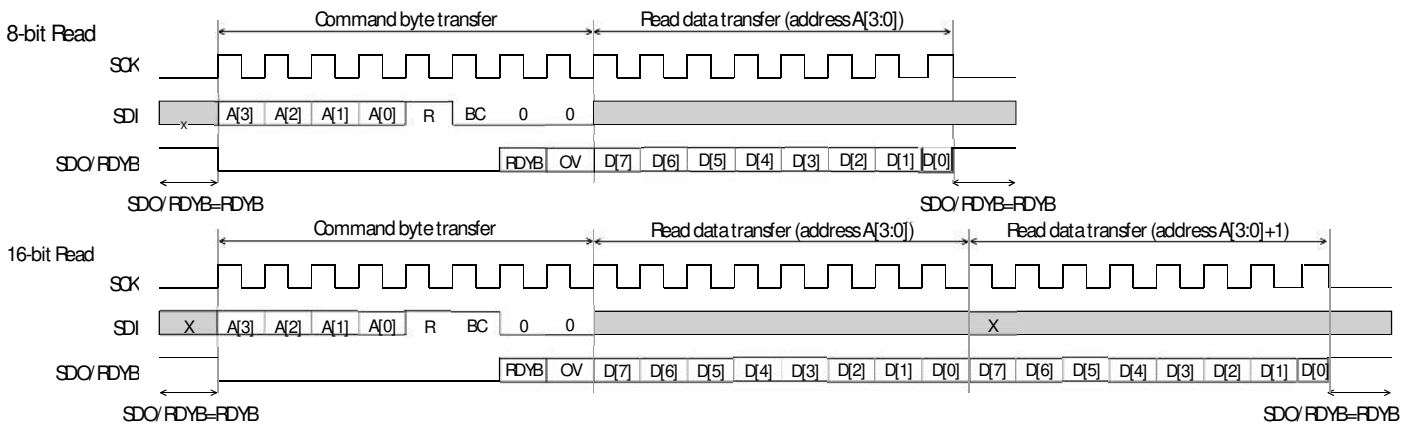 Command byte transfer Read data transfer (address A[3:0])
8-bit Read
SCK
SDI x A[3] A[2] A[1] A[0] R BC 0 0
SDO/RDYB RDYB OV D[7] D[6] D[5] D[4] D[3] D[2] D[1] D[0]
SDO/RDYB=RDYB SDO/RDYB=RDYB
Command byte transfer Read data transfer (address A[3:0]) Read data transfer (address A[3:0]+1)
16-bit Read
SCK
SDI X A[3] A[2] A[1] A[0] R BC 0 0 X
SDO/RDYB RDYB OV D[7] D[6] D[5] D[4] D[3] D[2] D[1] D[0] D[7] D[6] D[5] D[4] D[3] D[2] D[1] D[0]
SDO/RDYB=RDYB SDO/RDYB=RDYB